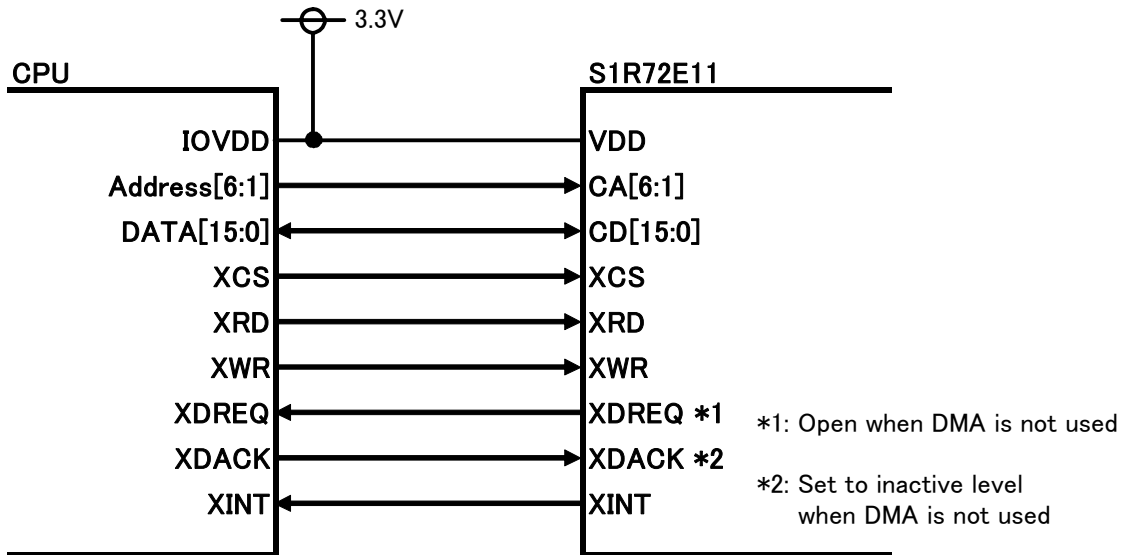 3.3V
CPU
S1R72E11
IOVDD
VDD
Address[6:1]
CA[6:1]
DATA[15:0]
CD[15:0]
XCS
XCS
XRD
XRD
XWR
XWR
XDREQ
XDREQ *1
*1: Open when DMA is not used
XDACK
XDACK *2
*2: Set to inactive level
when DMA is not used
XINT
XINT